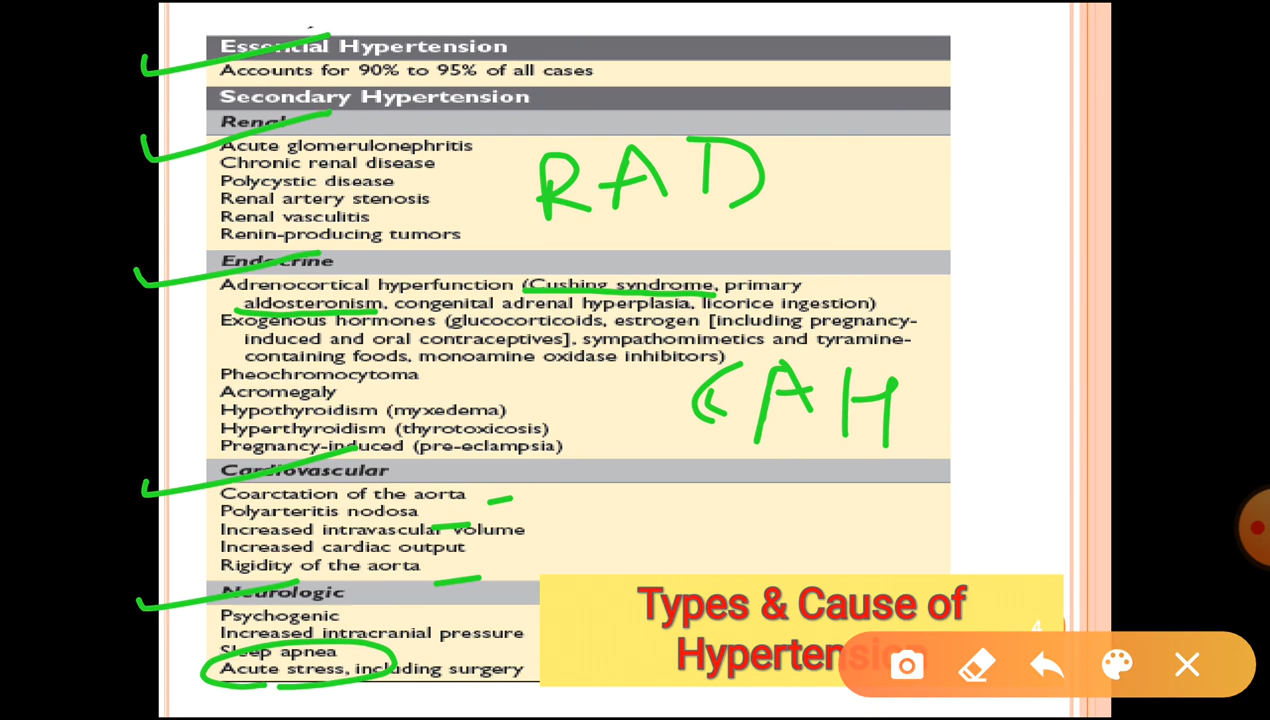 Essential Hypertension
Accounts for 90% to 95% of all cases
Secondary Hypertension
Renal
Acute glomerulonephritis
Chronic renal disease
Polycystic disease
Renal artery stenosis
Renal vasculitis
Renin-producing tumors
RAD
Endocrine
Adrenocortical hyperfunction (Cushing syndrome, primary
aldosteronism, congenital adrenal hyperplasia, licorice ingestion)
Exogenous hormones (glucocorticoids, estrogen [including pregnancy-
induced and oral contraceptives], sympathomimetics and tyramine-
containing foods, monoamine oxidase inhibitors)
Pheochromocytoma
Acromegaly
Hypothyroidism (myxedema)
Hyperthyroidism (thyrotoxicosis)
Pregnancy-induced (pre-eclampsia)
CAH
Cardiovascular
Coarctation of the aorta
Polyarteritis nodosa
Increased intravascular volume
Increased cardiac output
Rigidity of the aorta
Neurologic
Psychogenic
Increased intracranial pressure
Sleep apnea
Acute stress, including surgery
Types & Cause of
Hypertension
4